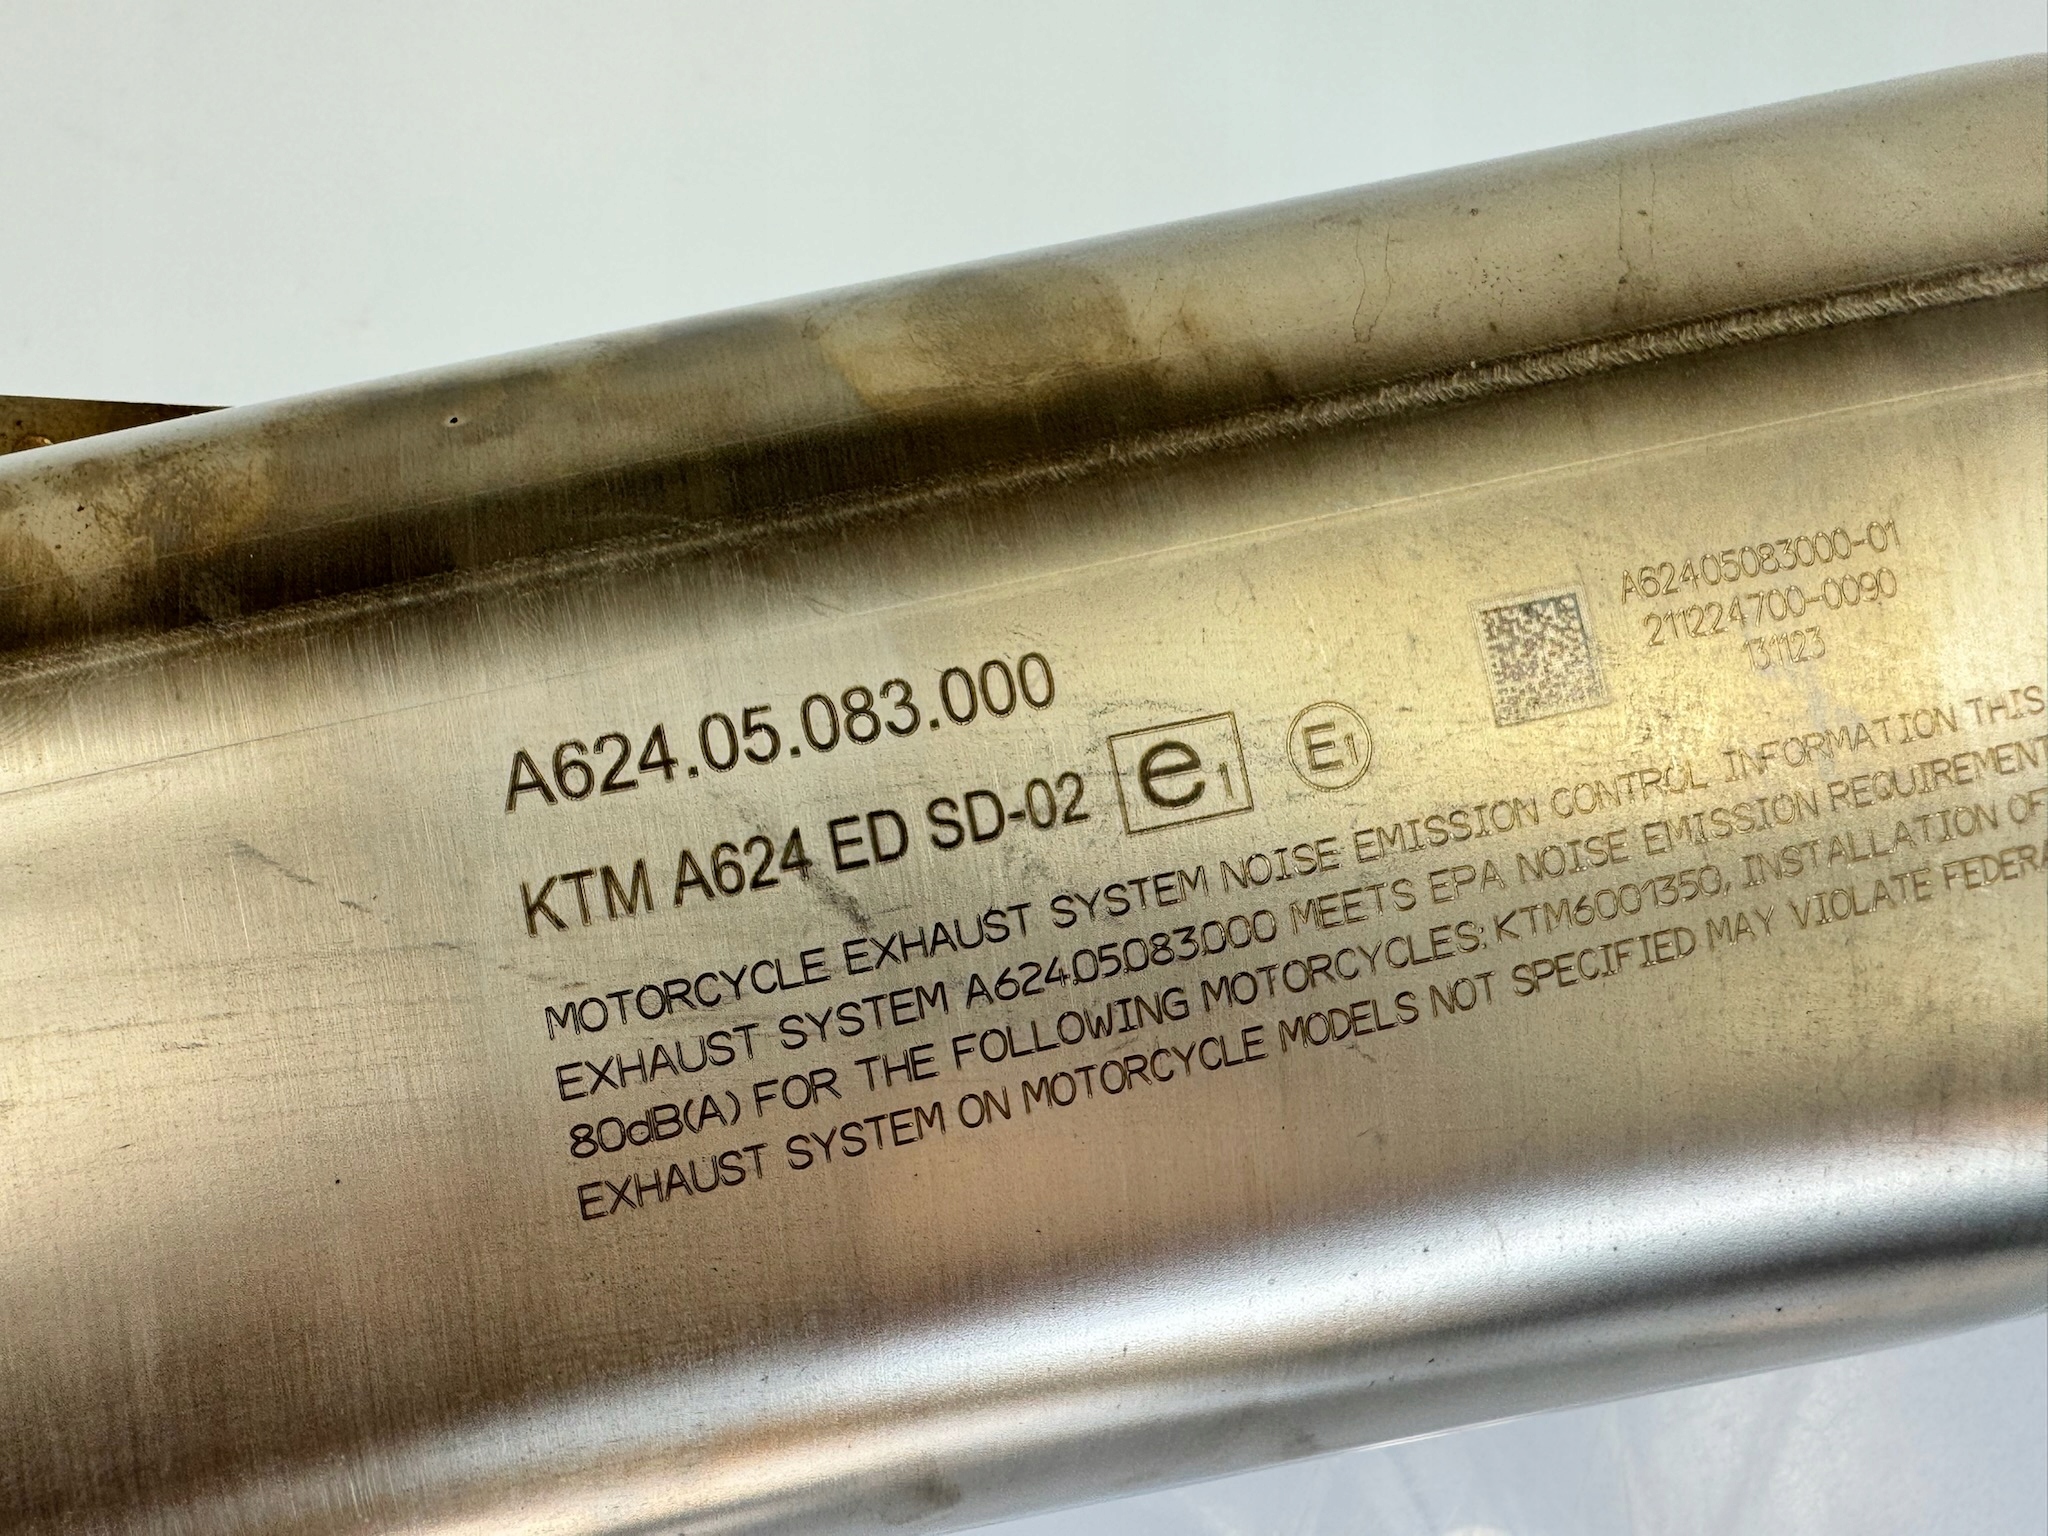 A62405083000-01
211224700-0090
131123
A624.05.083.000
KTM A624 ED SD-02 e1 E1
MOTORCYCLE EXHAUST SYSTEM NOISE EMISSION CONTROL INFORMATION THIS
EXHAUST SYSTEM A624.05.083.000 MEETS EPA NOISE EMISSION REQUIREMENT
80dB(A) FOR THE FOLLOWING MOTORCYCLES: KTM6001350, INSTALLATION OF
EXHAUST SYSTEM ON MOTORCYCLE MODELS NOT SPECIFIED MAY VIOLATE FEDERA